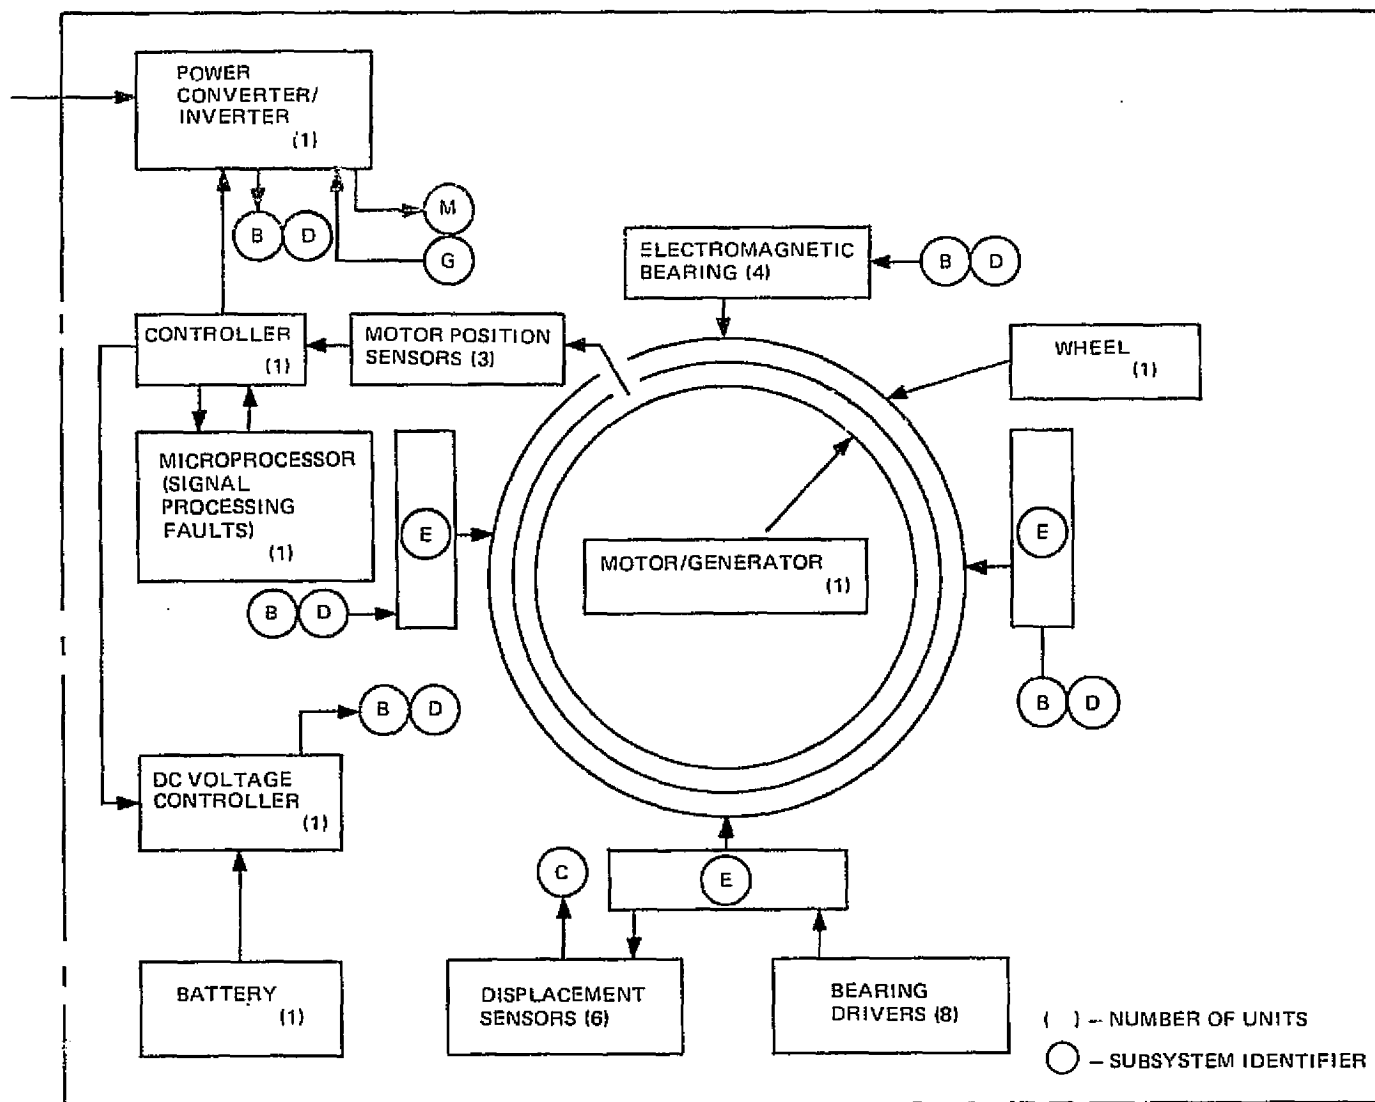 POWER
CONVERTER/
INVERTER
(1)
M
B D
G
ELECTROMAGNETIC
BEARING (4)
B D
CONTROLLER
(1)
MOTOR POSITION
SENSORS (3)
WHEEL
(1)
MICROPROCESSOR
(SIGNAL
PROCESSING
FAULTS)
(1)
E
E
MOTOR/GENERATOR
(1)
B D
B D
B D
DC VOLTAGE
CONTROLLER
(1)
C
E
BATTERY
(1)
DISPLACEMENT
SENSORS (6)
BEARING
DRIVERS (8)
( ) – NUMBER OF UNITS
– SUBSYSTEM IDENTIFIER